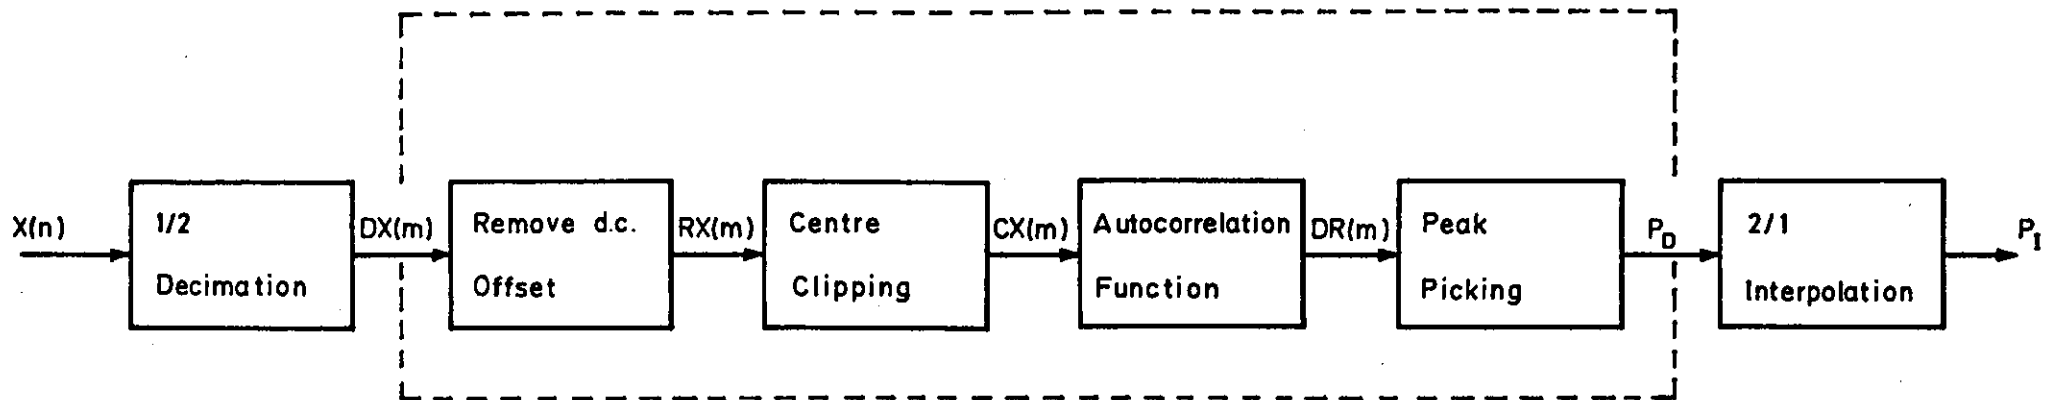 X(n)
1/2
Decimation
DX(m)
Remove d.c.
Offset
RX(m)
Centre
Clipping
CX(m)
Autocorrelation
Function
DR(m)
Peak
Picking
P_D
2/1
Interpolation
P_I